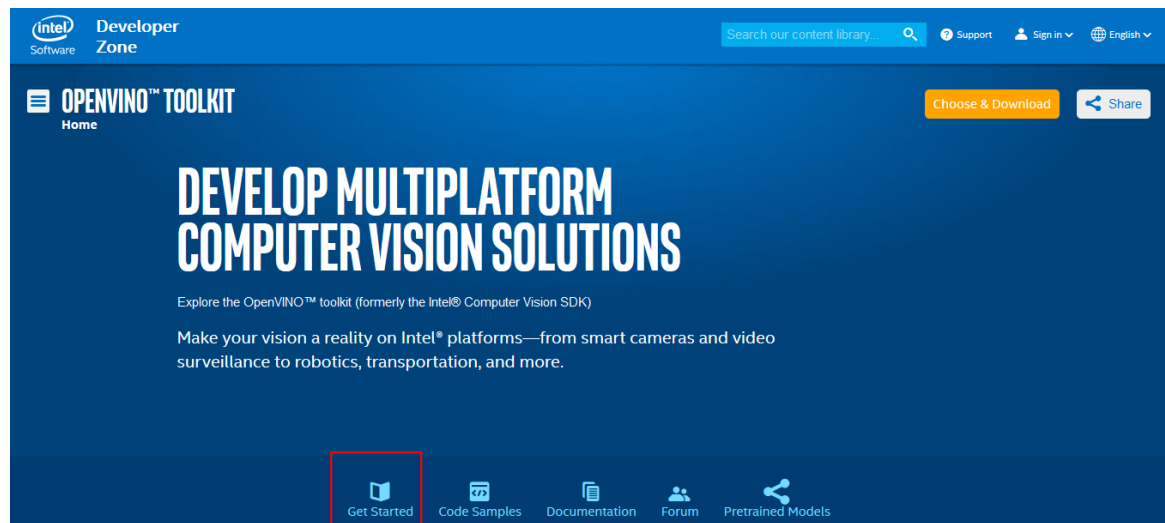 intel
Software
Developer
Zone
Search our content library...
? Support
Sign in
English
OPENVINO™ TOOLKIT
Home
Choose & Download
Share
DEVELOP MULTIPLATFORM
COMPUTER VISION SOLUTIONS
Explore the OpenVINO™ toolkit (formerly the Intel® Computer Vision SDK)
Make your vision a reality on Intel® platforms—from smart cameras and video
surveillance to robotics, transportation, and more.
</>
Get Started
Code Samples
Documentation
Forum
Pretrained Models